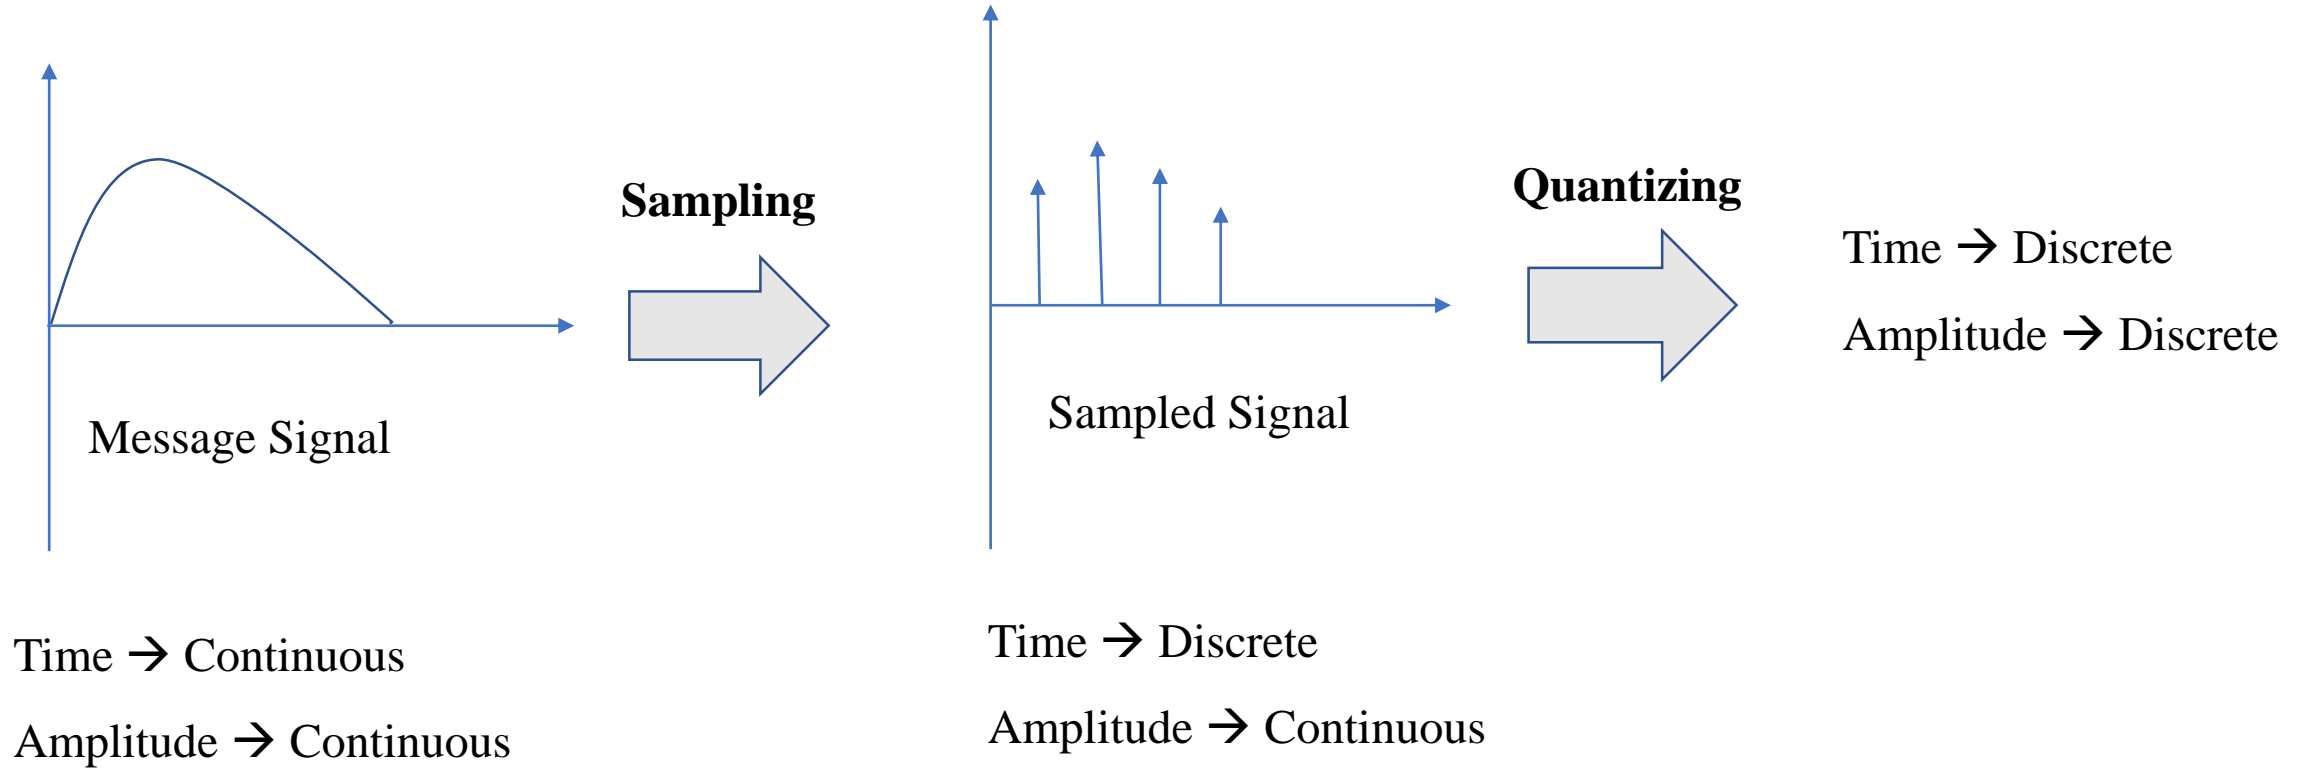 Sampling
Message Signal
Time → Continuous
Amplitude → Continuous
Sampled Signal
Time → Discrete
Amplitude → Continuous
Quantizing
Time → Discrete
Amplitude → Discrete